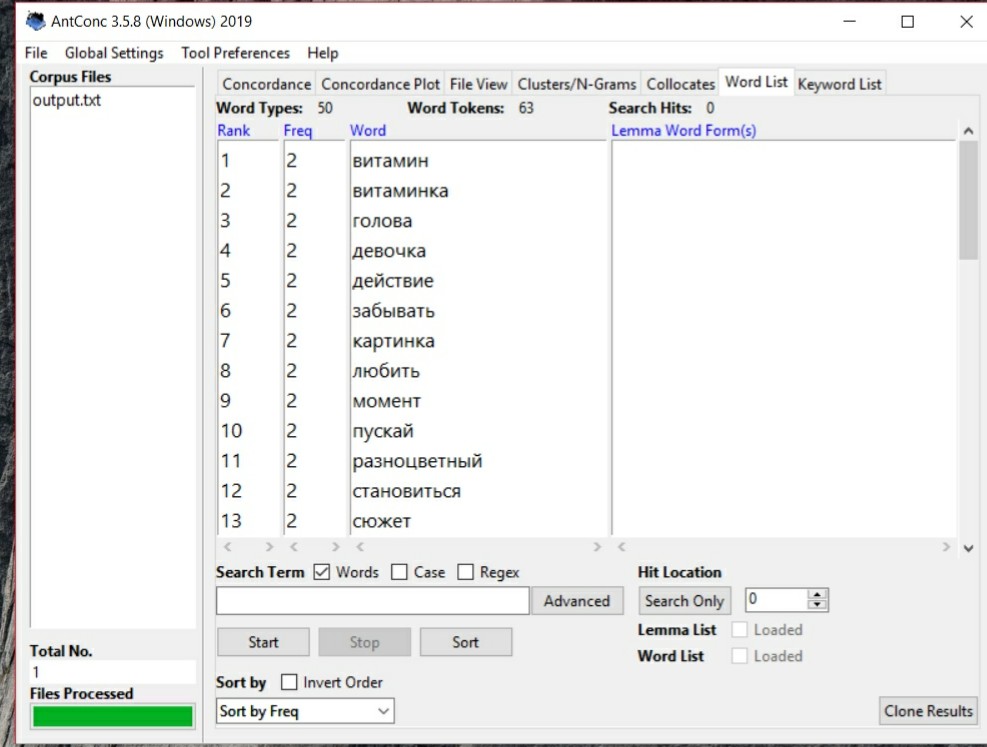 AntConc 3.5.8 (Windows) 2019
File Global Settings Tool Preferences Help
Corpus Files
output.txt
Concordance Concordance Plot File View Clusters/N-Grams Collocates Word List Keyword List
Word Types: 50 Word Tokens: 63 Search Hits: 0
Rank Freq Word Lemma Word Form(s)
1 2 витамин
2 2 витаминка
3 2 голова
4 2 девочка
5 2 действие
6 2 забывать
7 2 картинка
8 2 любить
9 2 момент
10 2 пускай
11 2 разноцветный
12 2 становиться
13 2 сюжет
Search Term Words Case Regex Hit Location
Advanced Search Only 0
Start Stop Sort Lemma List Loaded
Word List Loaded
Total No.
1
Files Processed
Sort by Invert Order
Sort by Freq Clone Results